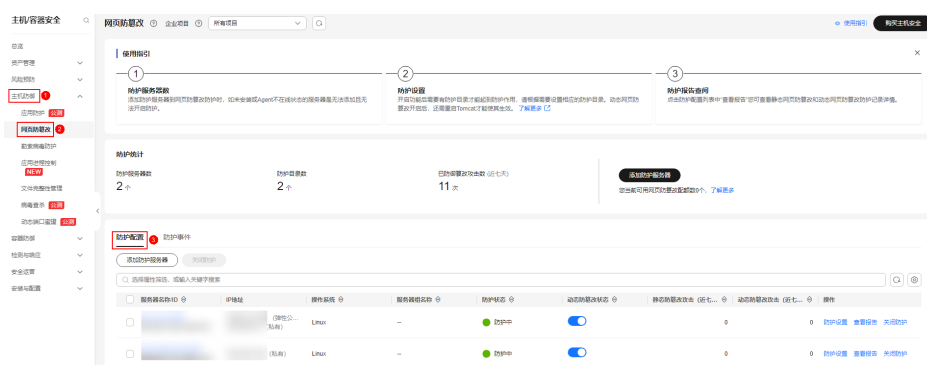 主机/容器安全
网页防篡改
企业项目
所有项目
使用指引
购买主机安全
总览
资产管理
风险预防
主机防御 1
应用防护 公测
网页防篡改 2
勒索病毒防护
应用进程控制
NEW
文件完整性管理
病毒查杀 公测
动态端口蜜罐 公测
容器防御
检测与响应
安全运营
安装与配置
使用指引
1
防护服务器数
添加防护服务器到网页防篡改防护时，如未安装或Agent不在线状态的服务器是无法添加且无
法开启防护。
2
防护设置
开启功能后需要有防护目录才能起到防护作用，请根据需要设置相应的防护目录。动态网页防
篡改开启后，还需重启Tomcat才能使其生效。 了解更多
3
防护报告查阅
点击防护配置列表中“查看报告”您可查看静态网页防篡改和动态网页防篡改防护记录详情。
防护统计
防护服务器数
2 个
防护目录数
2 个
已防御篡改攻击数 (近七天)
11 次
添加防护服务器
您当前可用网页防篡改配额
个，了解更多
防护配置 3 防护事件
添加防护服务器 关闭防护
选择属性筛选，或输入关键字搜索
服务器名称/ID IP地址 操作系统 服务器组名称 防护状态 动态防篡改状态 静态防篡改攻击 (近七... 动态防篡改攻击 (近七... 操作
(弹性公...
(私有) Linux -- 防护中 0 0 防护设置 查看报告 关闭防护
(私有) Linux -- 防护中 0 0 防护设置 查看报告 关闭防护